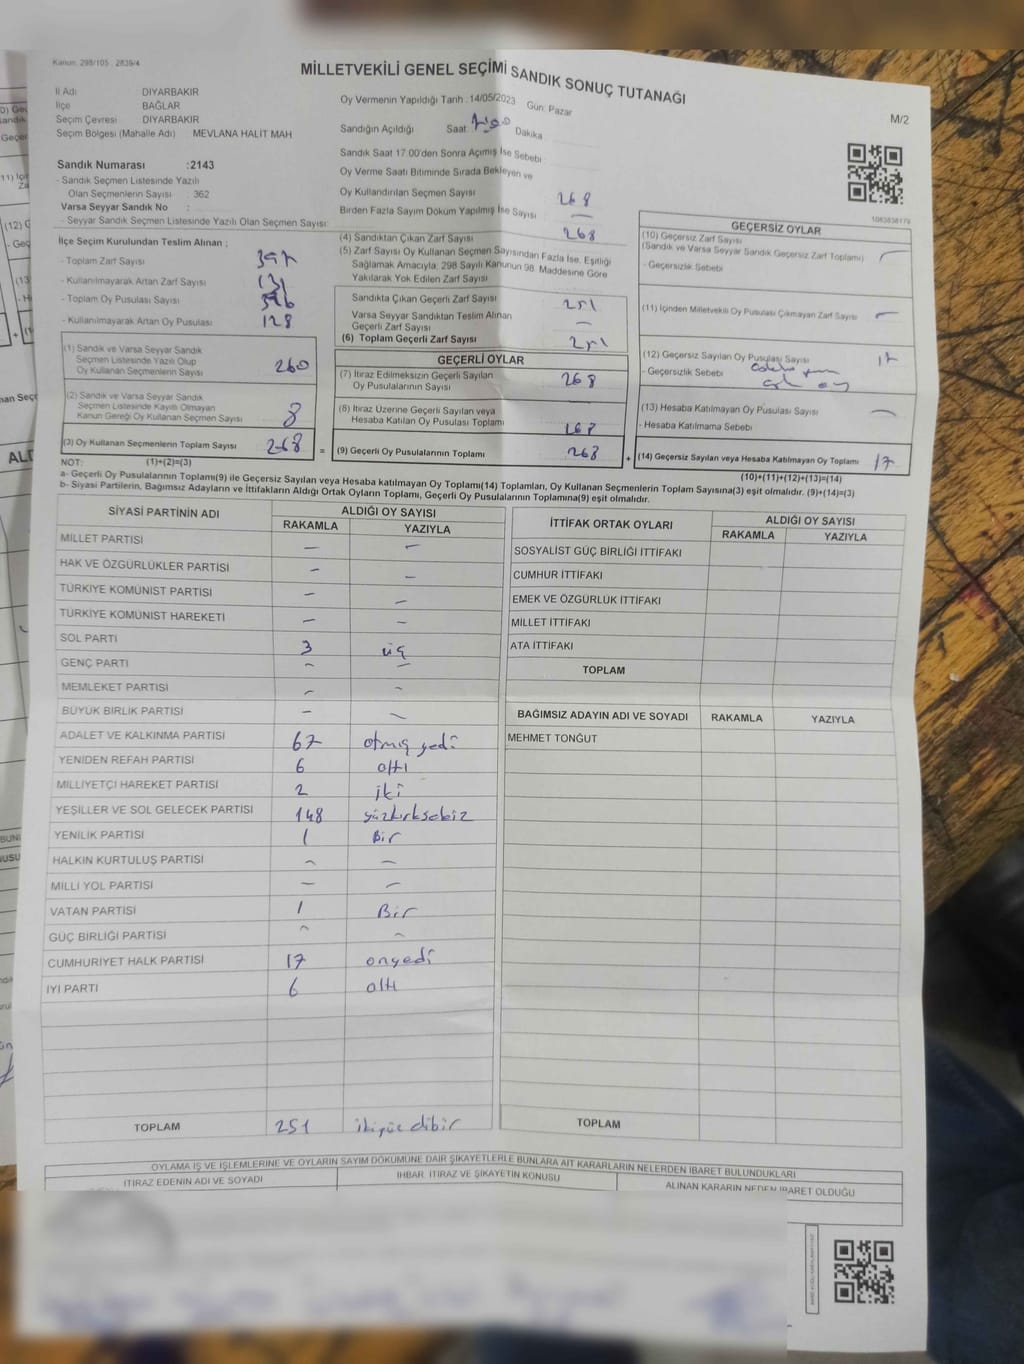 Kanun: 298/105 - 2839/4
MİLLETVEKİLİ GENEL SEÇİMİ SANDIK SONUÇ TUTANAĞI
M/2
İl Adı DİYARBAKIR
İlçe BAĞLAR
Seçim Çevresi DİYARBAKIR
Seçim Bölgesi (Mahalle Adı) MEVLANA HALİT MAH
Sandık Numarası :2143
- Sandık Seçmen Listesinde Yazılı
Olan Seçmenlerin Sayısı : 362
Varsa Seyyar Sandık No :
- Seyyar Sandık Seçmen Listesinde Yazılı Olan Seçmen Sayısı:
Oy Vermenin Yapıldığı Tarih :14/05/2023 Gün: Pazar
Sandığın Açıldığı Saat Dakika
Sandık Saat 17.00'den Sonra Açımış İse Sebebi
Oy Verme Saati Bitiminde Sırada Bekleyen ve
Oy Kullandırılan Seçmen Sayısı 268
Birden Fazla Sayım Döküm Yapılmış İse Sayısı —
1083838179
İlçe Seçim Kurulundan Teslim Alınan ;
- Toplam Zarf Sayısı
- Kullanılmayarak Artan Zarf Sayısı 131
- Toplam Oy Pusulası Sayısı 396
- Kullanılmayarak Artan Oy Pusulası 128
(1) Sandık ve Varsa Seyyar Sandık
Seçmen Listesinde Yazılı Olup
Oy Kullanan Seçmenlerin Sayısı 260
(2) Sandık ve Varsa Seyyar Sandık
Seçmen Listesinde Kayıtlı Olmayan
Kanun Gereği Oy Kullanan Seçmen Sayısı 8
(3) Oy Kullanan Seçmenlerin Toplam Sayısı 268 =
(4) Sandıktan Çıkan Zarf Sayısı 268
(5) Zarf Sayısı Oy Kullanan Seçmen Sayısından Fazla İse, Eşitliği
Sağlamak Amacıyla, 298 Sayılı Kanunun 98. Maddesine Göre
Yakılarak Yok Edilen Zarf Sayısı
Sandıkta Çıkan Geçerli Zarf Sayısı 251
Varsa Seyyar Sandıktan Teslim Alınan
Geçerli Zarf Sayısı —
(6) Toplam Geçerli Zarf Sayısı 251
GEÇERLİ OYLAR
(7) İtiraz Edilmeksizin Geçerli Sayılan
Oy Pusulalarının Sayısı 268
(8) İtiraz Üzerine Geçerli Sayılan veya
Hesaba Katılan Oy Pusulası Toplamı
(9) Geçerli Oy Pusulalarının Toplamı 268 +
GEÇERSİZ OYLAR
(10) Geçersiz Zarf Sayısı
(Sandık ve Varsa Seyyar Sandık Geçersiz Zarf Toplamı) —
- Geçersizlik Sebebi
(11) İçinden Milletvekili Oy Pusulası Çıkmayan Zarf Sayısı —
(12) Geçersiz Sayılan Oy Pusulası Sayısı 17
- Geçersizlik Sebebi
(13) Hesaba Katılmayan Oy Pusulası Sayısı —
- Hesaba Katılmama Sebebi
(14) Geçersiz Sayılan veya Hesaba Katılmayan Oy Toplamı 17
NOT: (1)+(2)=(3)
(10)+(11)+(12)+(13)=(14)
a- Geçerli Oy Pusulalarının Toplamı(9) ile Geçersiz Sayılan veya Hesaba katılmayan Oy Toplamı(14) Toplamları, Oy Kullanan Seçmenlerin Toplam Sayısına(3) eşit olmalıdır. (9)+(14)=(3)
b- Siyasi Partilerin, Bağımsız Adayların ve İttifakların Aldığı Ortak Oyların Toplamı, Geçerli Oy Pusulalarının Toplamına(9) eşit olmalıdır.
SİYASİ PARTİNİN ADI ALDIĞI OY SAYISI
RAKAMLA YAZIYLA
MİLLET PARTİSİ — —
HAK VE ÖZGÜRLÜKLER PARTİSİ — —
TÜRKİYE KOMÜNİST PARTİSİ — —
TÜRKİYE KOMÜNİST HAREKETİ — —
SOL PARTİ 3 üç
GENÇ PARTİ — —
MEMLEKET PARTİSİ — —
BÜYÜK BİRLİK PARTİSİ — —
ADALET VE KALKINMA PARTİSİ 67 otmış yedi
YENİDEN REFAH PARTİSİ 6 altı
MİLLİYETÇİ HAREKET PARTİSİ 2 iki
YEŞİLLER VE SOL GELECEK PARTİSİ 148 yüzkırksekiz
YENİLİK PARTİSİ 1 Bir
HALKIN KURTULUŞ PARTİSİ — —
MİLLİ YOL PARTİSİ — —
VATAN PARTİSİ 1 Bir
GÜÇ BİRLİĞİ PARTİSİ — —
CUMHURİYET HALK PARTİSİ 17 onyedi
İYİ PARTİ 6 altı
TOPLAM 251
İTTİFAK ORTAK OYLARI ALDIĞI OY SAYISI
RAKAMLA YAZIYLA
SOSYALİST GÜÇ BİRLİĞİ İTTİFAKI
CUMHUR İTTİFAKI
EMEK VE ÖZGÜRLÜK İTTİFAKI
MİLLET İTTİFAKI
ATA İTTİFAKI
TOPLAM
BAĞIMSIZ ADAYIN ADI VE SOYADI RAKAMLA YAZIYLA
MEHMET TONĞUT
TOPLAM
OYLAMA İŞ VE İŞLEMLERİNE VE OYLARIN SAYIM DÖKÜMÜNE DAİR ŞİKAYETLERLE BUNLARA AİT KARARLARIN NELERDEN İBARET BULUNDUKLARI
İTİRAZ EDENİN ADI VE SOYADI İHBAR, İTİRAZ VE ŞİKAYETİN KONUSU ALINAN KARARIN NEDEN İBARET OLDUĞU